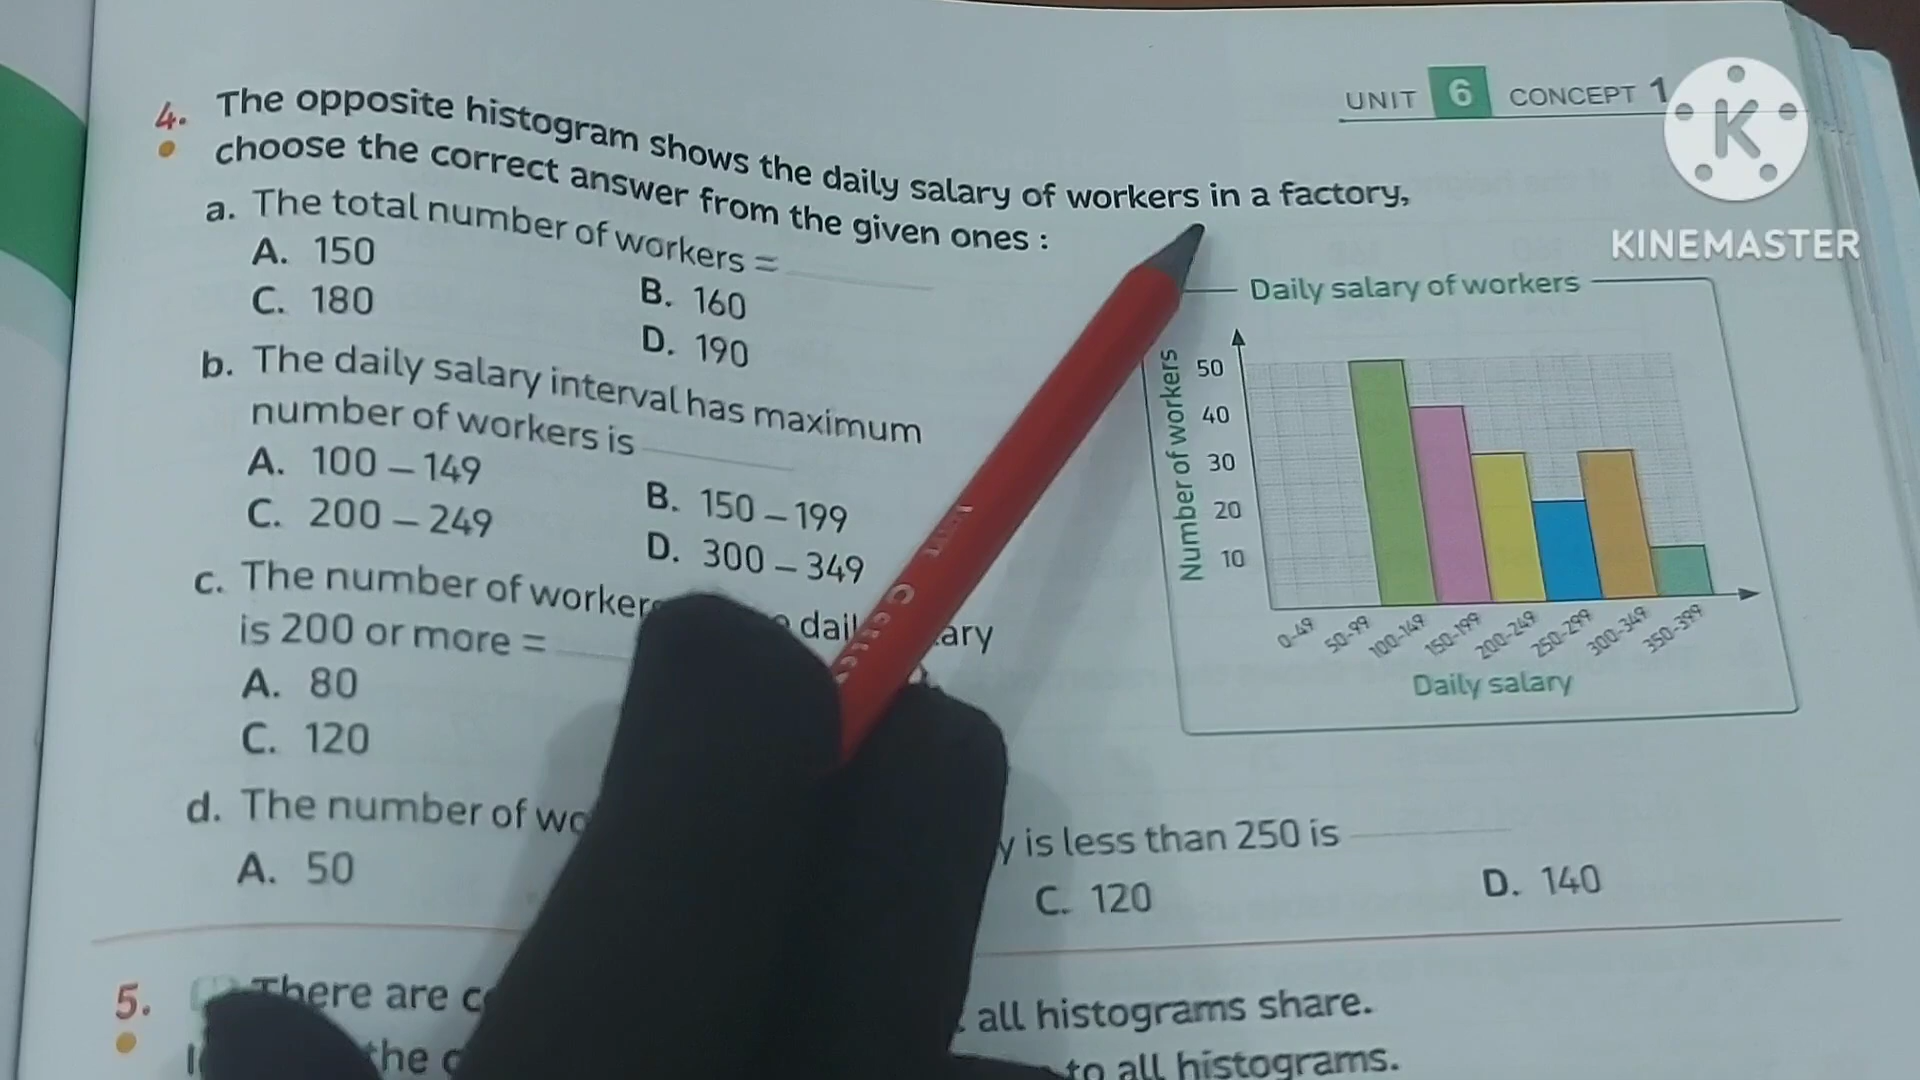 UNIT 6 CONCEPT 1
KINEMASTER
4. The opposite histogram shows the daily salary of workers in a factory,
choose the correct answer from the given ones :
a. The total number of workers =
A. 150
B. 160
C. 180
D. 190
b. The daily salary interval has maximum
number of workers is
A. 100 – 149
B. 150 – 199
C. 200 – 249
D. 300 – 349
c. The number of
is 200 or more =
A. 80
C. 120
d. The number of
is less than 250 is
A. 50
C. 120
D. 140
Daily salary of workers
Number of workers
50
40
30
20
10
0-49
50-99
100-149
150-199
200-249
250-299
300-349
350-399
Daily salary
5. There are
all histograms share.
the
to all histograms.